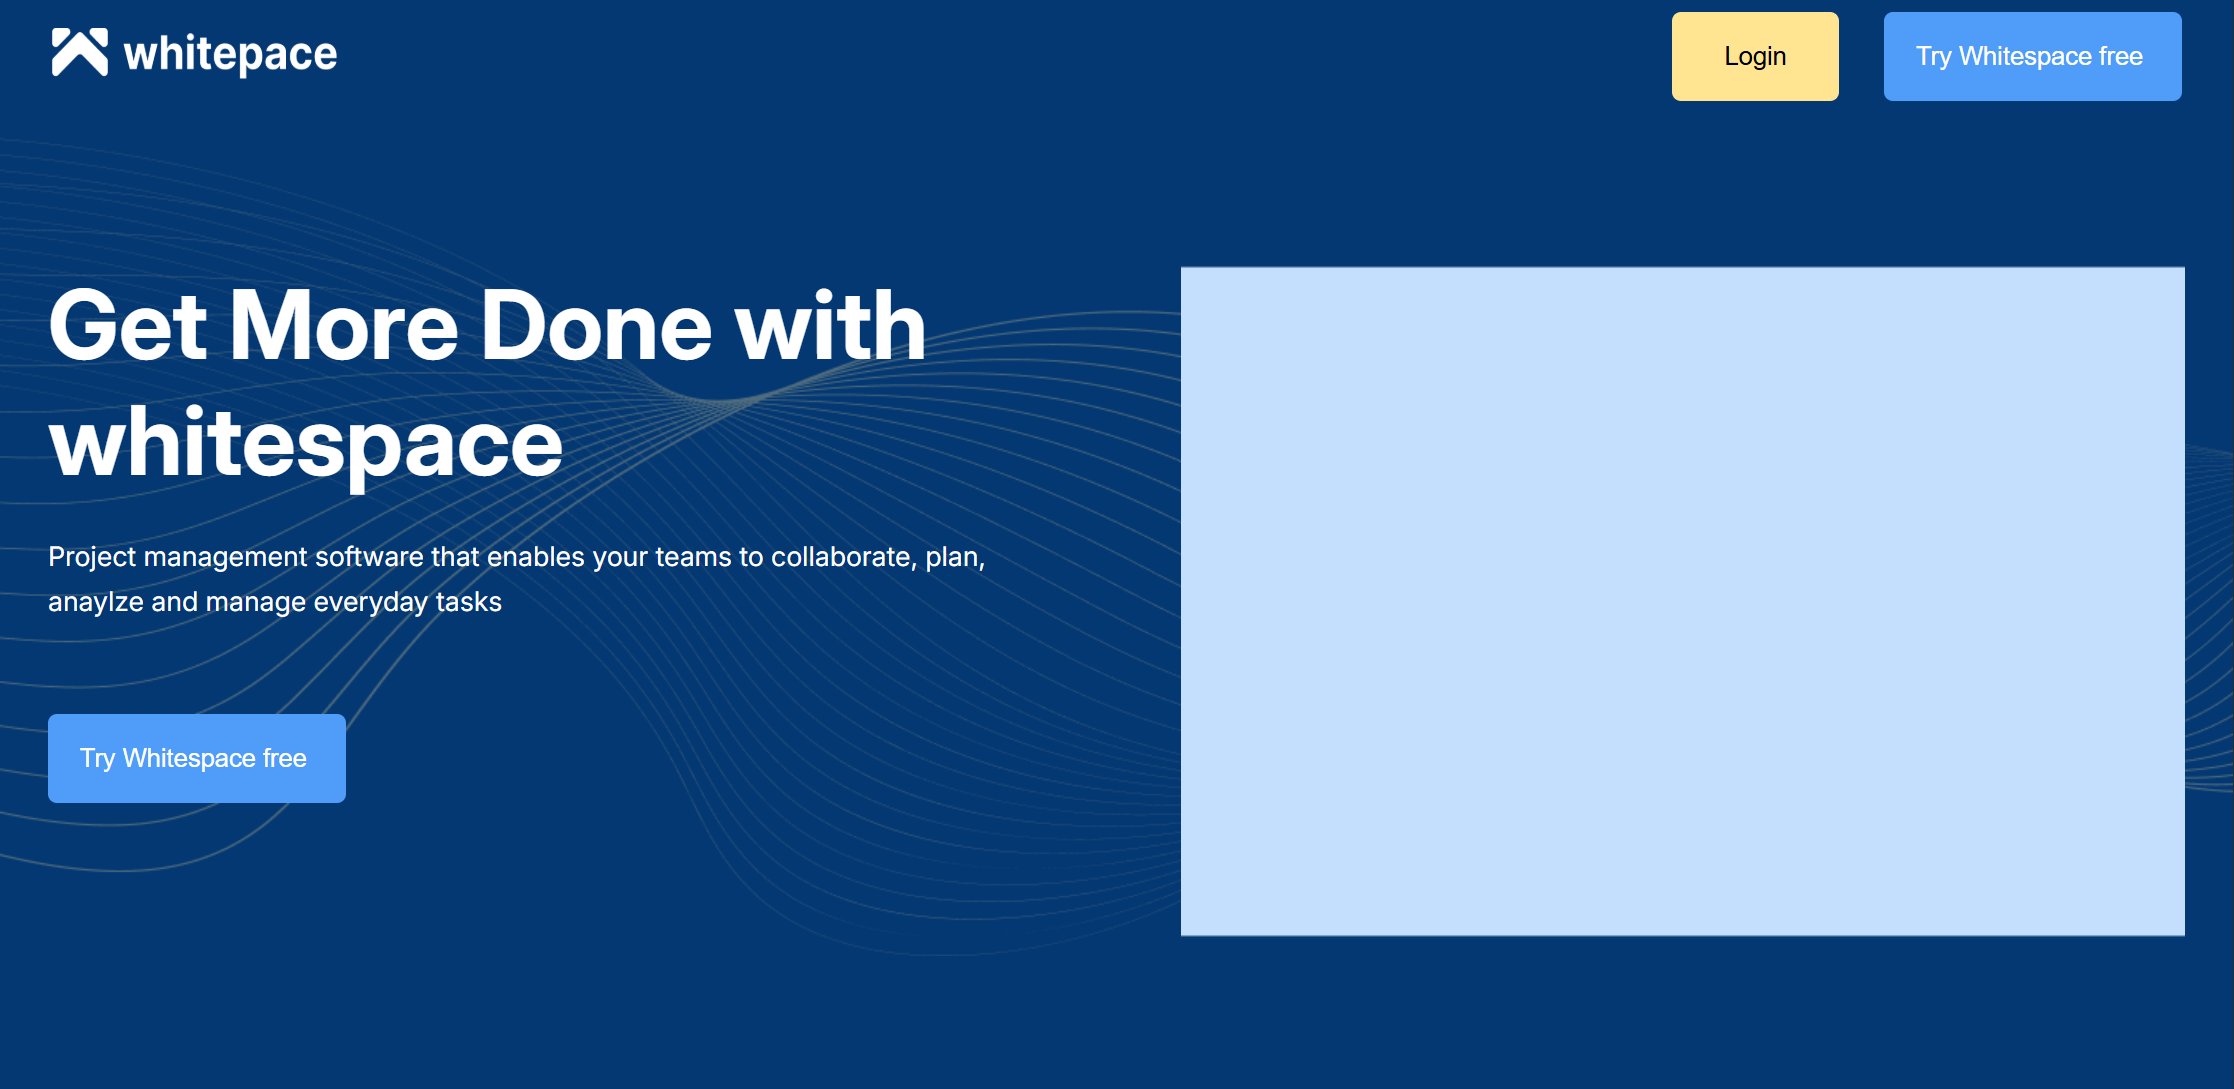 whitepace
Login
Try Whitespace free
Get More Done with
whitespace
Project management software that enables your teams to collaborate, plan,
anaylze and manage everyday tasks
Try Whitespace free